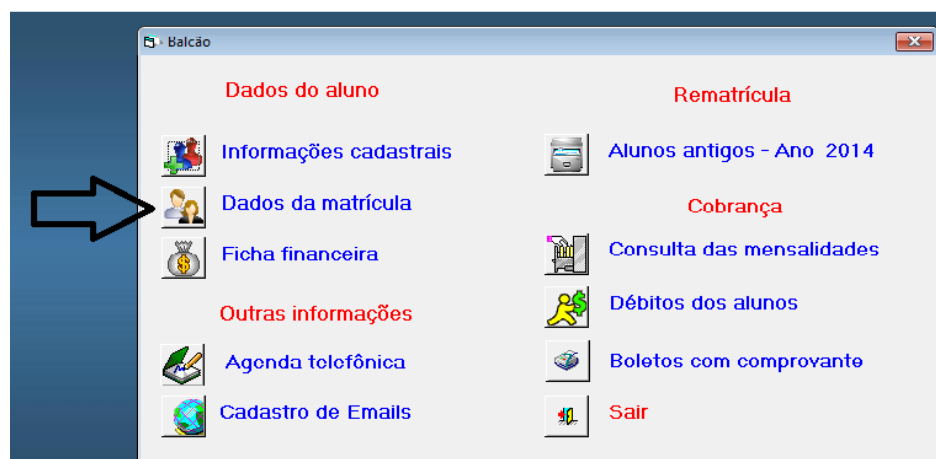 Balcão
Dados do aluno
Informações cadastrais
Dados da matrícula
Ficha financeira
Outras informações
Agenda telefônica
Cadastro de Emails
Rematrícula
Alunos antigos - Ano 2014
Cobrança
Consulta das mensalidades
Débitos dos alunos
Boletos com comprovante
Sair